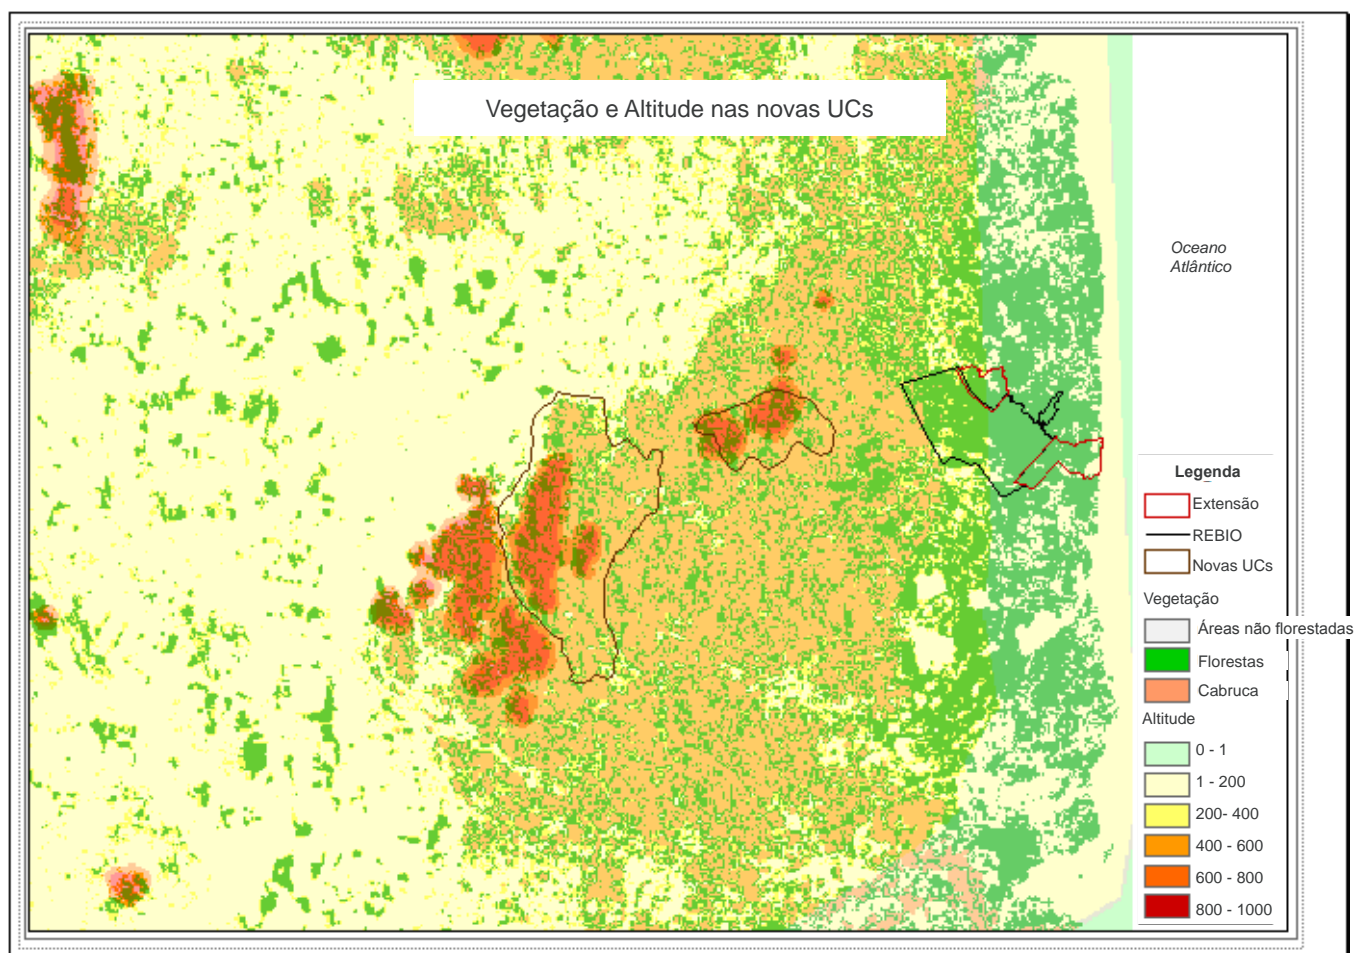 Vegetação e Altitude nas novas UCs
Oceano
Atlântico
Legenda
Extensão
REBIO
Novas UCs
Vegetação
Áreas não florestadas
Florestas
Cabruca
Altitude
0 - 1
1 - 200
200- 400
400 - 600
600 - 800
800 - 1000